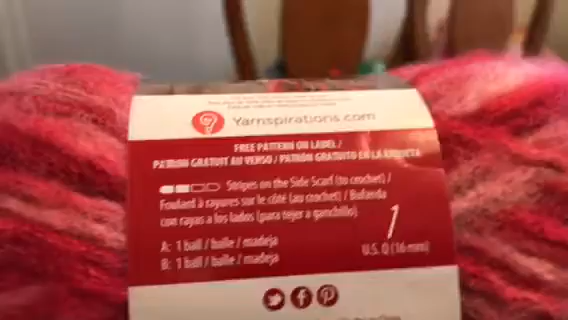 Yarnspirations.com
FREE PATTERN ON LABEL /
PATRON GRATUIT AU VERSO / PATRÓN GRATUITO EN LA ETIQUETA
Stripes on the Side Scarf (to crochet) /
Foulard à rayures sur le côté (au crochet) / Bufanda
con rayas a los lados (para tejer a ganchillo)
A: 1 ball / balle / madeja
B: 1 ball / balle / madeja
U.S. Q (16 mm)